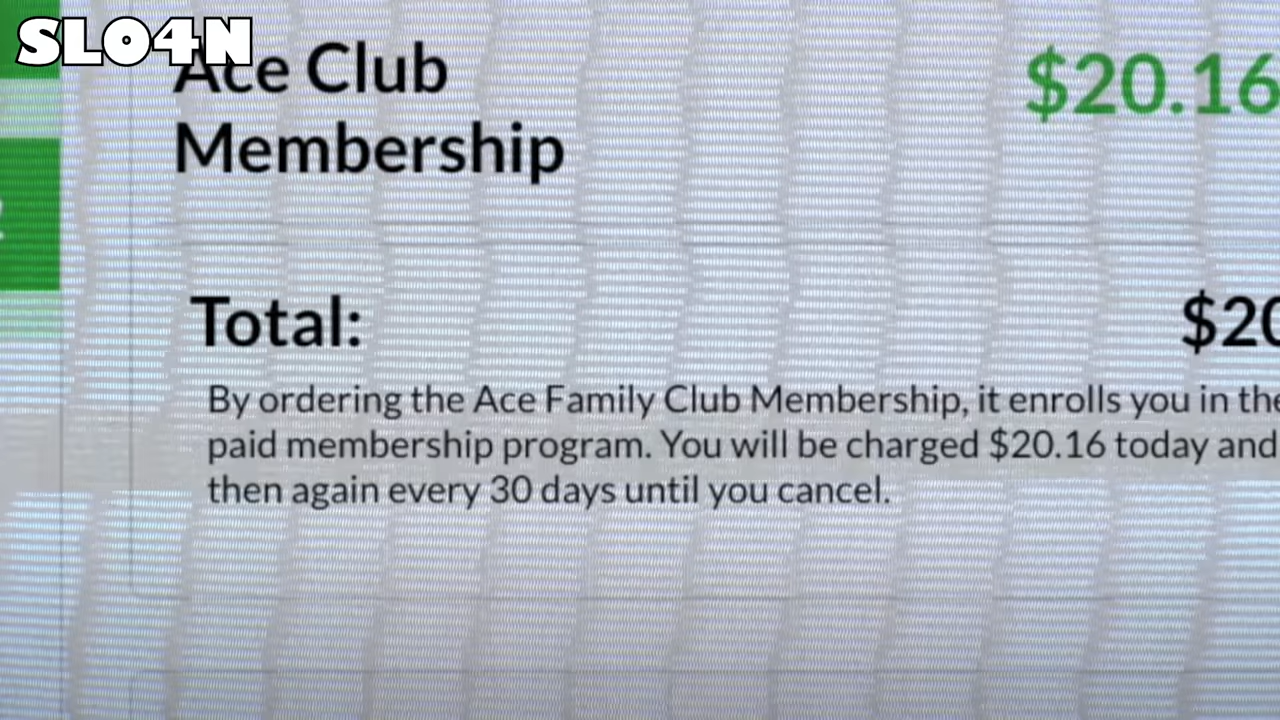 SLO4N
Ace Club
$20.16
Membership
Total:
$20
By ordering the Ace Family Club Membership, it enrolls you in the
paid membership program. You will be charged $20.16 today and
then again every 30 days until you cancel.